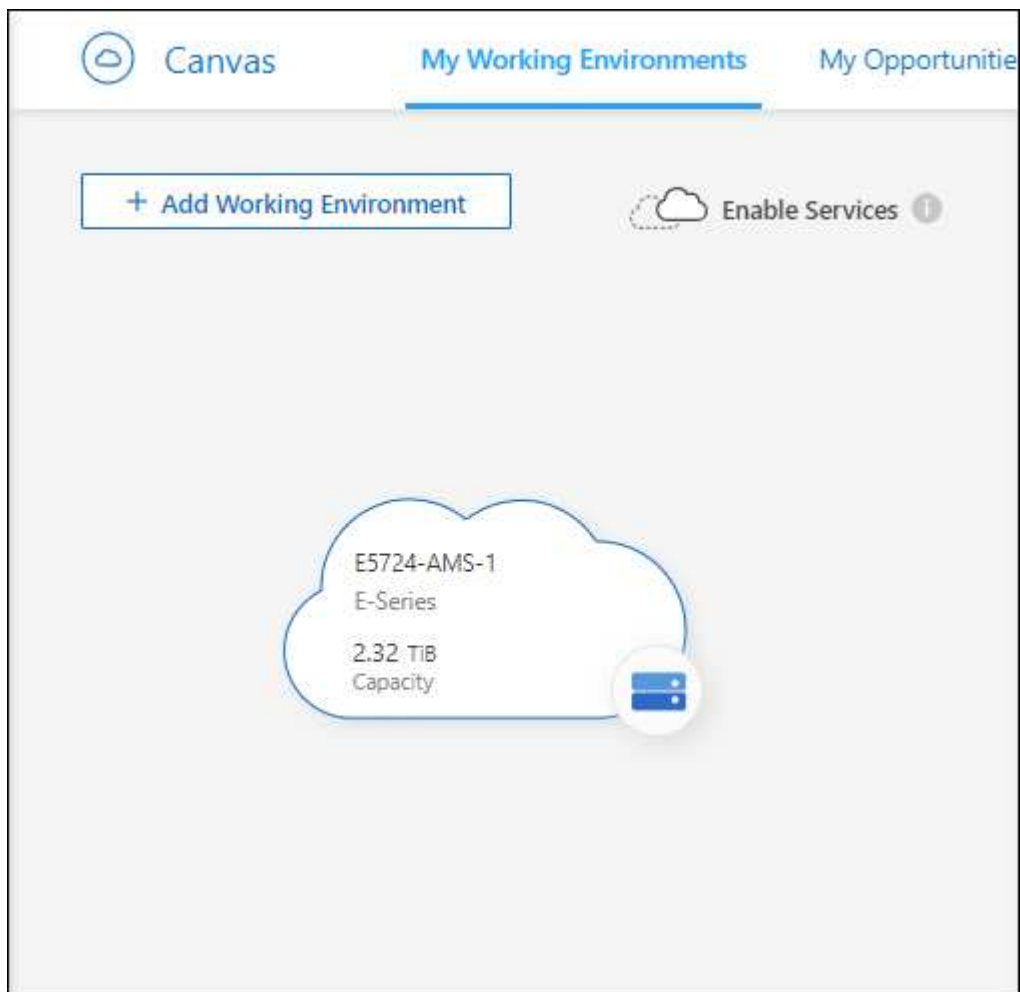 Canvas
My Working Environments
My Opportunitie
+ Add Working Environment
Enable Services
E5724-AMS-1
E-Series
2.32 TiB
Capacity